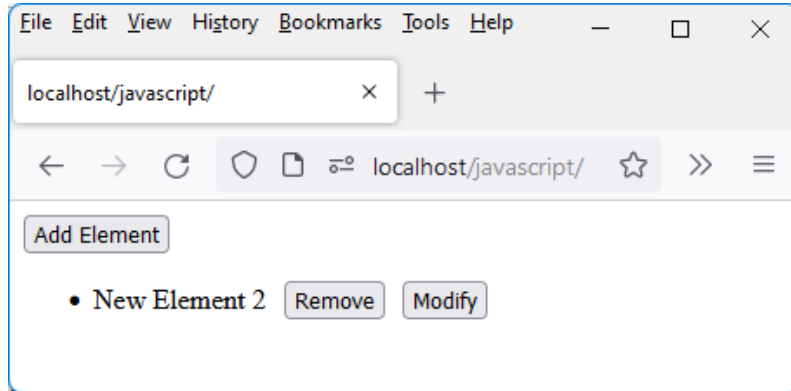 File Edit View History Bookmarks Tools Help
localhost/javascript/
localhost/javascript/
Add Element
• New Element 2 Remove Modify